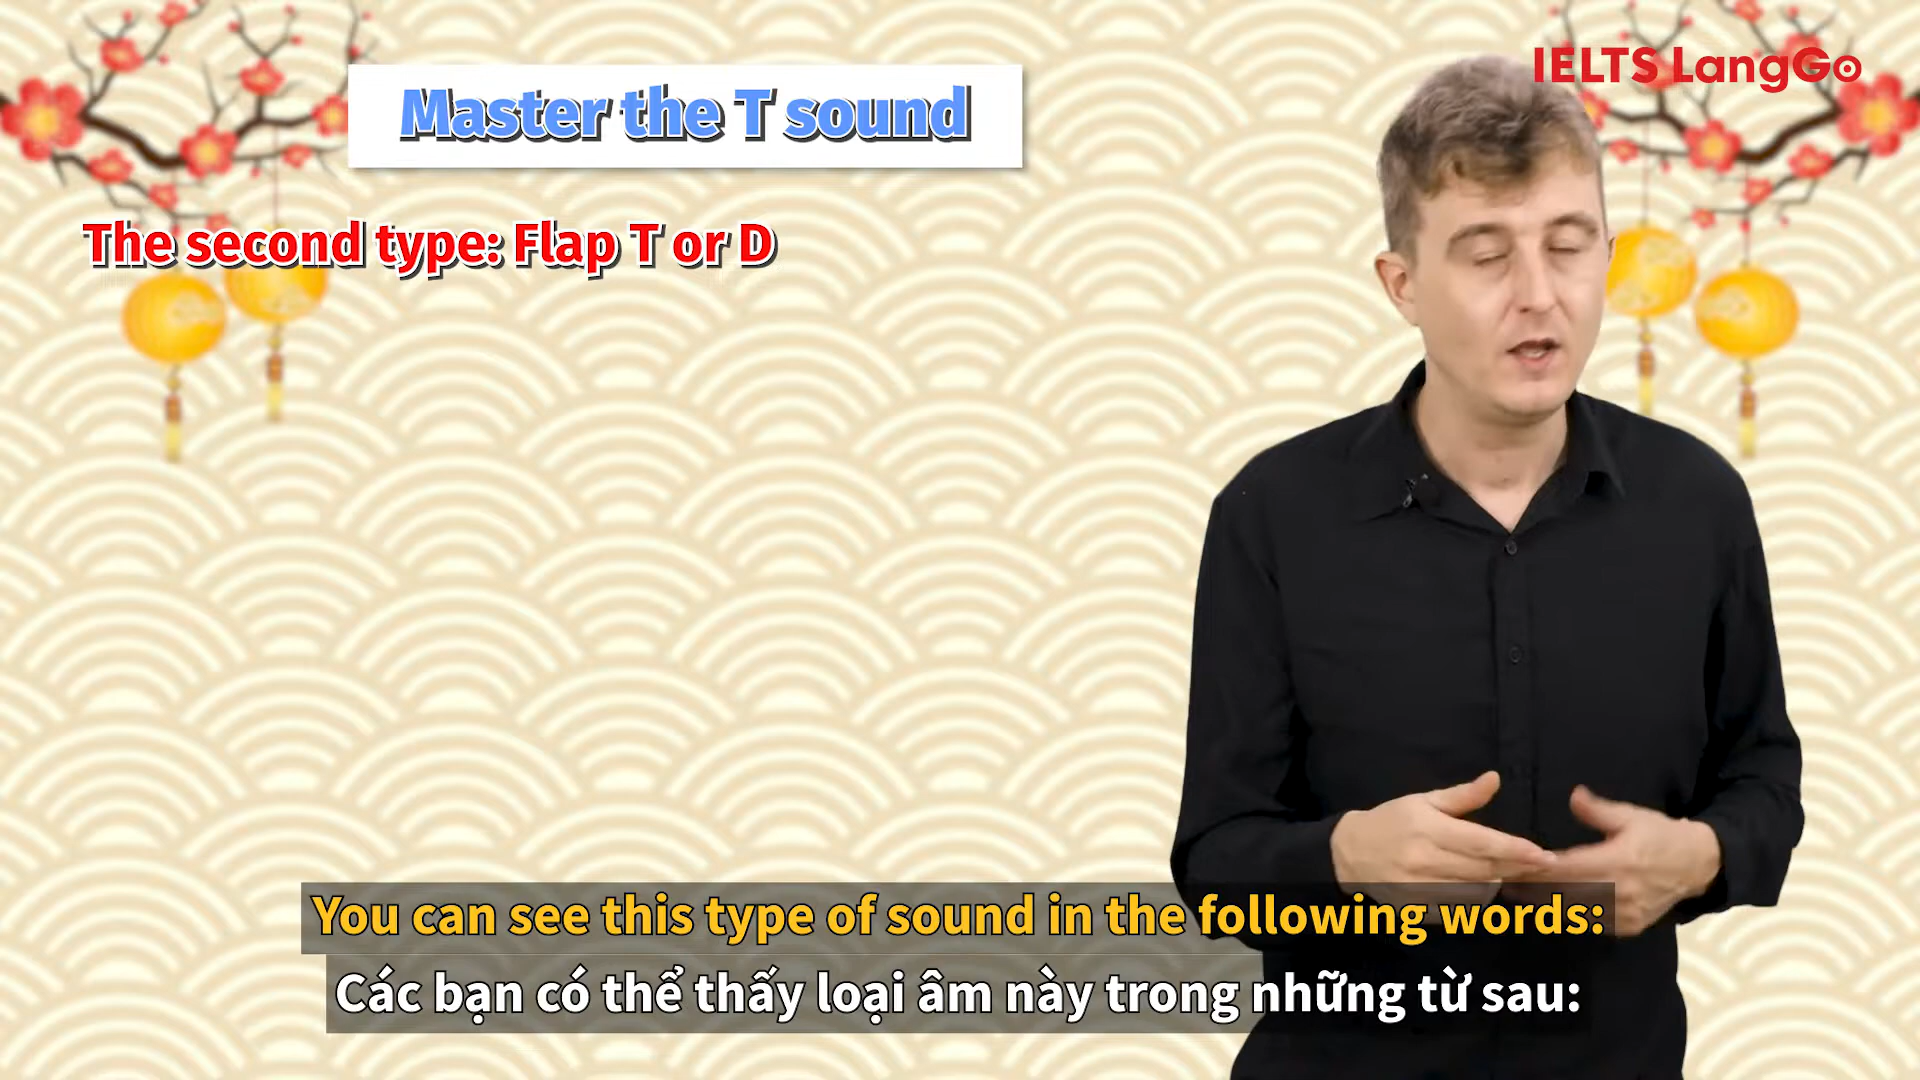 IELTS LangGo
Master the T sound
The second type: Flap T or D
You can see this type of sound in the following words:
Các bạn có thể thấy loại âm này trong những từ sau: